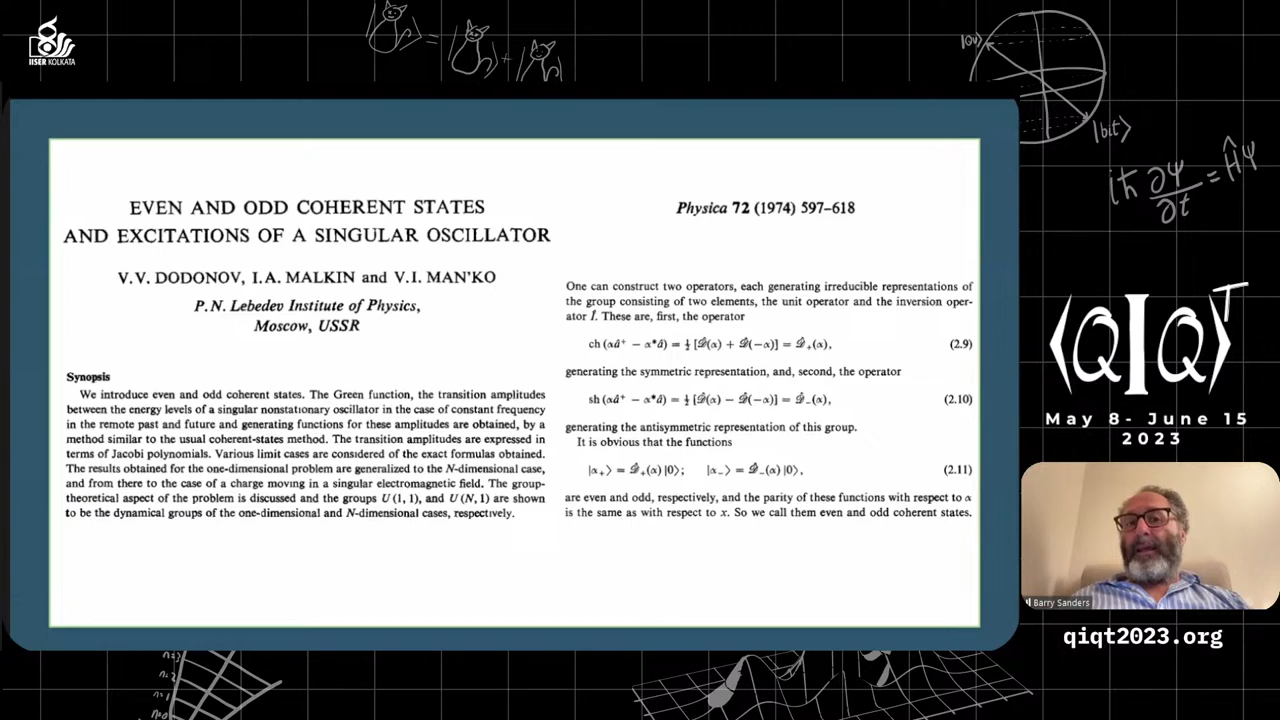 IISER KOLKATA
EVEN AND ODD COHERENT STATES
AND EXCITATIONS OF A SINGULAR OSCILLATOR
V.V. DODONOV, I.A. MALKIN and V.I. MAN'KO
P.N. Lebedev Institute of Physics,
Moscow, USSR
Synopsis
We introduce even and odd coherent states. The Green function, the transition amplitudes
between the energy levels of a singular nonstationary oscillator in the case of constant frequency
in the remote past and future and generating functions for these amplitudes are obtained, by a
method similar to the usual coherent-states method. The transition amplitudes are expressed in
terms of Jacobi polynomials. Various limit cases are considered of the exact formulas obtained.
The results obtained for the one-dimensional problem are generalized to the N-dimensional case,
and from there to the case of a charge moving in a singular electromagnetic field. The group-
theoretical aspect of the problem is discussed and the groups U(1, 1), and U(N, 1) are shown
to be the dynamical groups of the one-dimensional and N-dimensional cases, respectively.
Physica 72 (1974) 597–618
One can construct two operators, each generating irreducible representations of
the group consisting of two elements, the unit operator and the inversion oper-
ator Î. These are, first, the operator
ch (αâ⁺ − α*â) = ½ [𝒟̂(α) + 𝒟̂(−α)] = 𝒟̂₊(α), (2.9)
generating the symmetric representation, and, second, the operator
sh (αâ⁺ − α*â) = ½ [𝒟̂(α) − 𝒟̂(−α)] = 𝒟̂₋(α), (2.10)
generating the antisymmetric representation of this group.
It is obvious that the functions
|α₊> = 𝒟̂₊(α) |0>; |α₋> = 𝒟̂₋(α) |0>, (2.11)
are even and odd, respectively, and the parity of these functions with respect to α
is the same as with respect to x. So we call them even and odd coherent states.
|bit⟩
iħ ∂ψ/∂t = Ĥψ
⟨QIQ⟩ᵀ
May 8- June 15
2023
Barry Sanders
qiqt2023.org
n=2
n=1
n=0